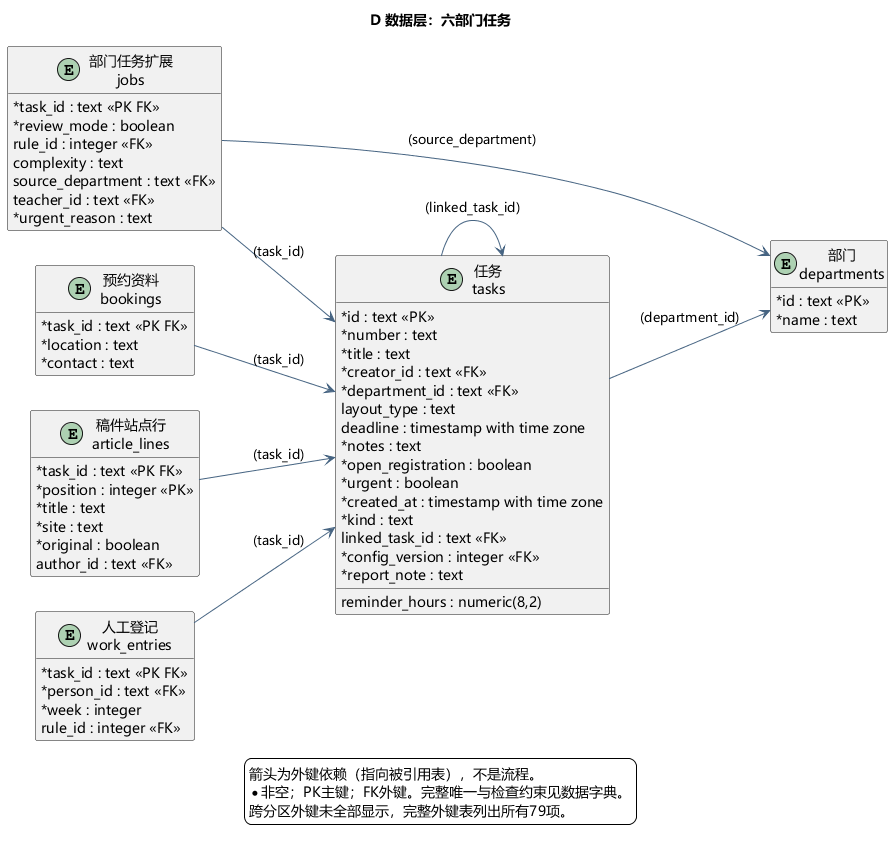 D 数据层：六部门任务
E 部门任务扩展
jobs
*task_id : text «PK FK»
*review_mode : boolean
rule_id : integer «FK»
complexity : text
source_department : text «FK»
teacher_id : text «FK»
*urgent_reason : text
(source_department)
(task_id)
(linked_task_id)
E 预约资料
bookings
*task_id : text «PK FK»
*location : text
*contact : text
(task_id)
E 稿件站点行
article_lines
*task_id : text «PK FK»
*position : integer «PK»
*title : text
*site : text
*original : boolean
author_id : text «FK»
(task_id)
E 人工登记
work_entries
*task_id : text «PK FK»
*person_id : text «FK»
*week : integer
rule_id : integer «FK»
(task_id)
E 任务
tasks
*id : text «PK»
*number : text
*title : text
*creator_id : text «FK»
*department_id : text «FK»
layout_type : text
deadline : timestamp with time zone
*notes : text
*open_registration : boolean
*urgent : boolean
*created_at : timestamp with time zone
*kind : text
linked_task_id : text «FK»
*config_version : integer «FK»
*report_note : text
reminder_hours : numeric(8,2)
(department_id)
E 部门
departments
*id : text «PK»
*name : text
箭头为外键依赖（指向被引用表），不是流程。
• 非空；PK主键；FK外键。完整唯一与检查约束见数据字典。
跨分区外键未全部显示，完整外键表列出所有79项。